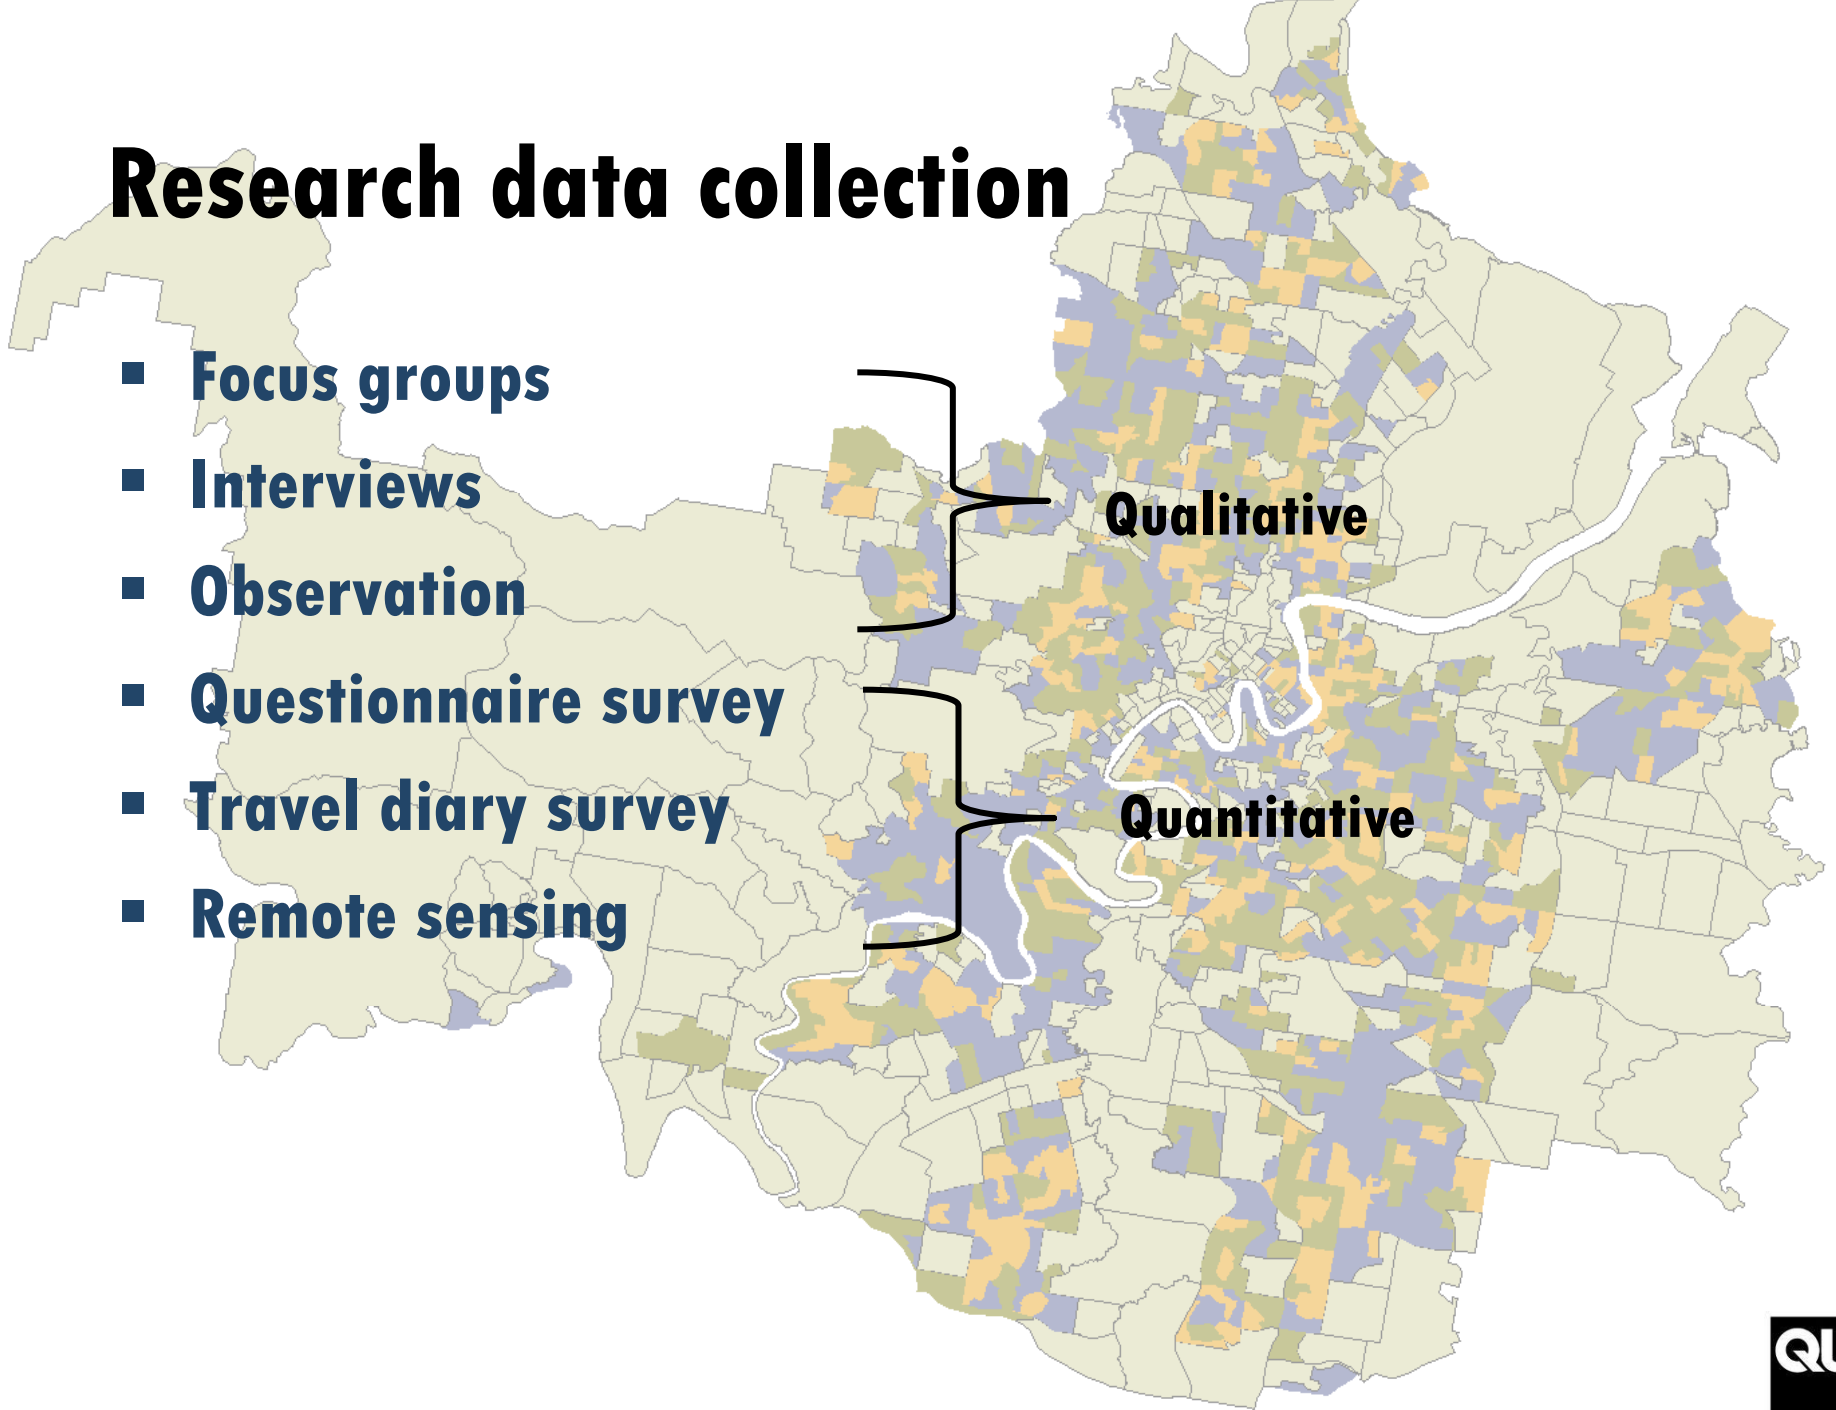 Research data collection
▪ Focus groups
▪ Interviews
▪ Observation
Qualitative
▪ Questionnaire survey
▪ Travel diary survey
▪ Remote sensing
Quantitative